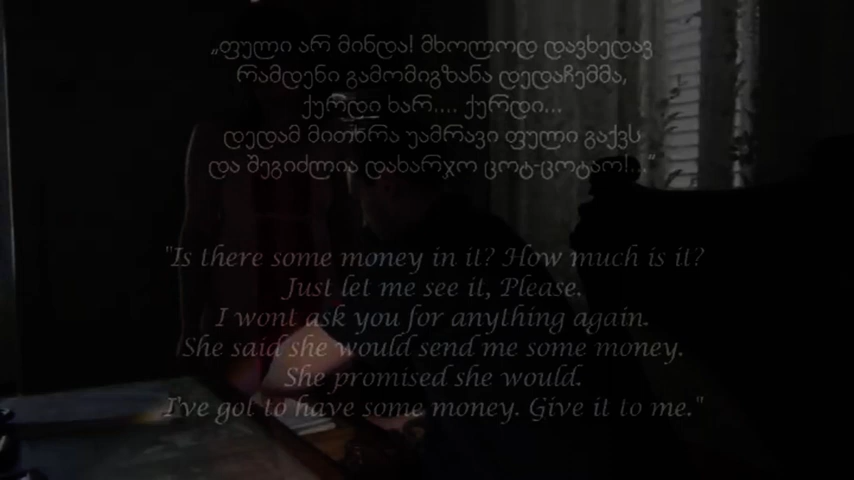 „ფული არ მინდა! მხოლოდ დავხედავ
რამდენი გამომიგზანა დედაჩემმა,
ქურდი ხარ.... ქურდი...
დედამ მითხრა უამრავი ფული გაქვს
და შეგიძლია დახარჯო ცოტ-ცოტაო!..."
"Is there some money in it? How much is it?
Just let me see it, Please.
I wont ask you for anything again.
She said she would send me some money.
She promised she would.
I've got to have some money. Give it to me."